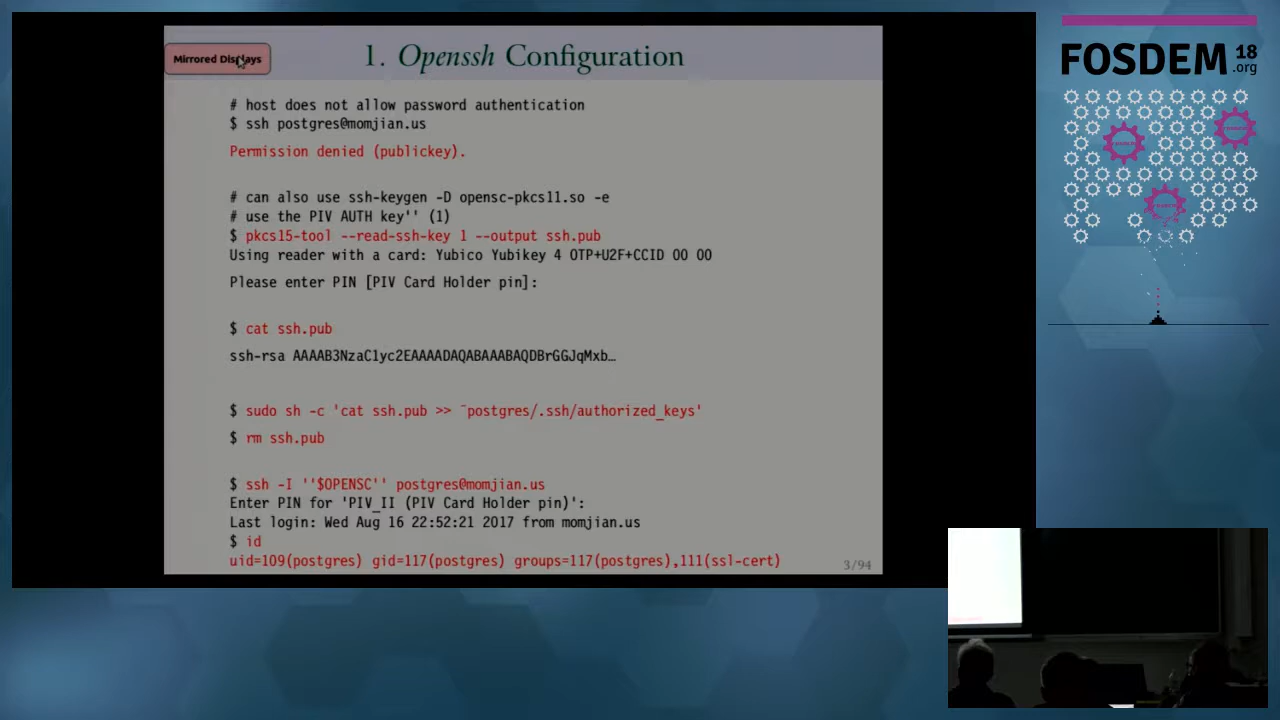 Mirrored Displays
1. Openssh Configuration
# host does not allow password authentication
$ ssh postgres@momjian.us
Permission denied (publickey).
# can also use ssh-keygen -D opensc-pkcs11.so -e
# use the PIV AUTH key'' (1)
$ pkcs15-tool --read-ssh-key 1 --output ssh.pub
Using reader with a card: Yubico Yubikey 4 OTP+U2F+CCID 00 00
Please enter PIN [PIV Card Holder pin]:
$ cat ssh.pub
ssh-rsa AAAAB3NzaC1yc2EAAAADAQABAAABAQDBrGGJqMxb…
$ sudo sh -c 'cat ssh.pub >> ~postgres/.ssh/authorized_keys'
$ rm ssh.pub
$ ssh -I ''$OPENSC'' postgres@momjian.us
Enter PIN for 'PIV_II (PIV Card Holder pin)':
Last login: Wed Aug 16 22:52:21 2017 from momjian.us
$ id
uid=109(postgres) gid=117(postgres) groups=117(postgres),111(ssl-cert)
3/94
FOSDEM 18
.org